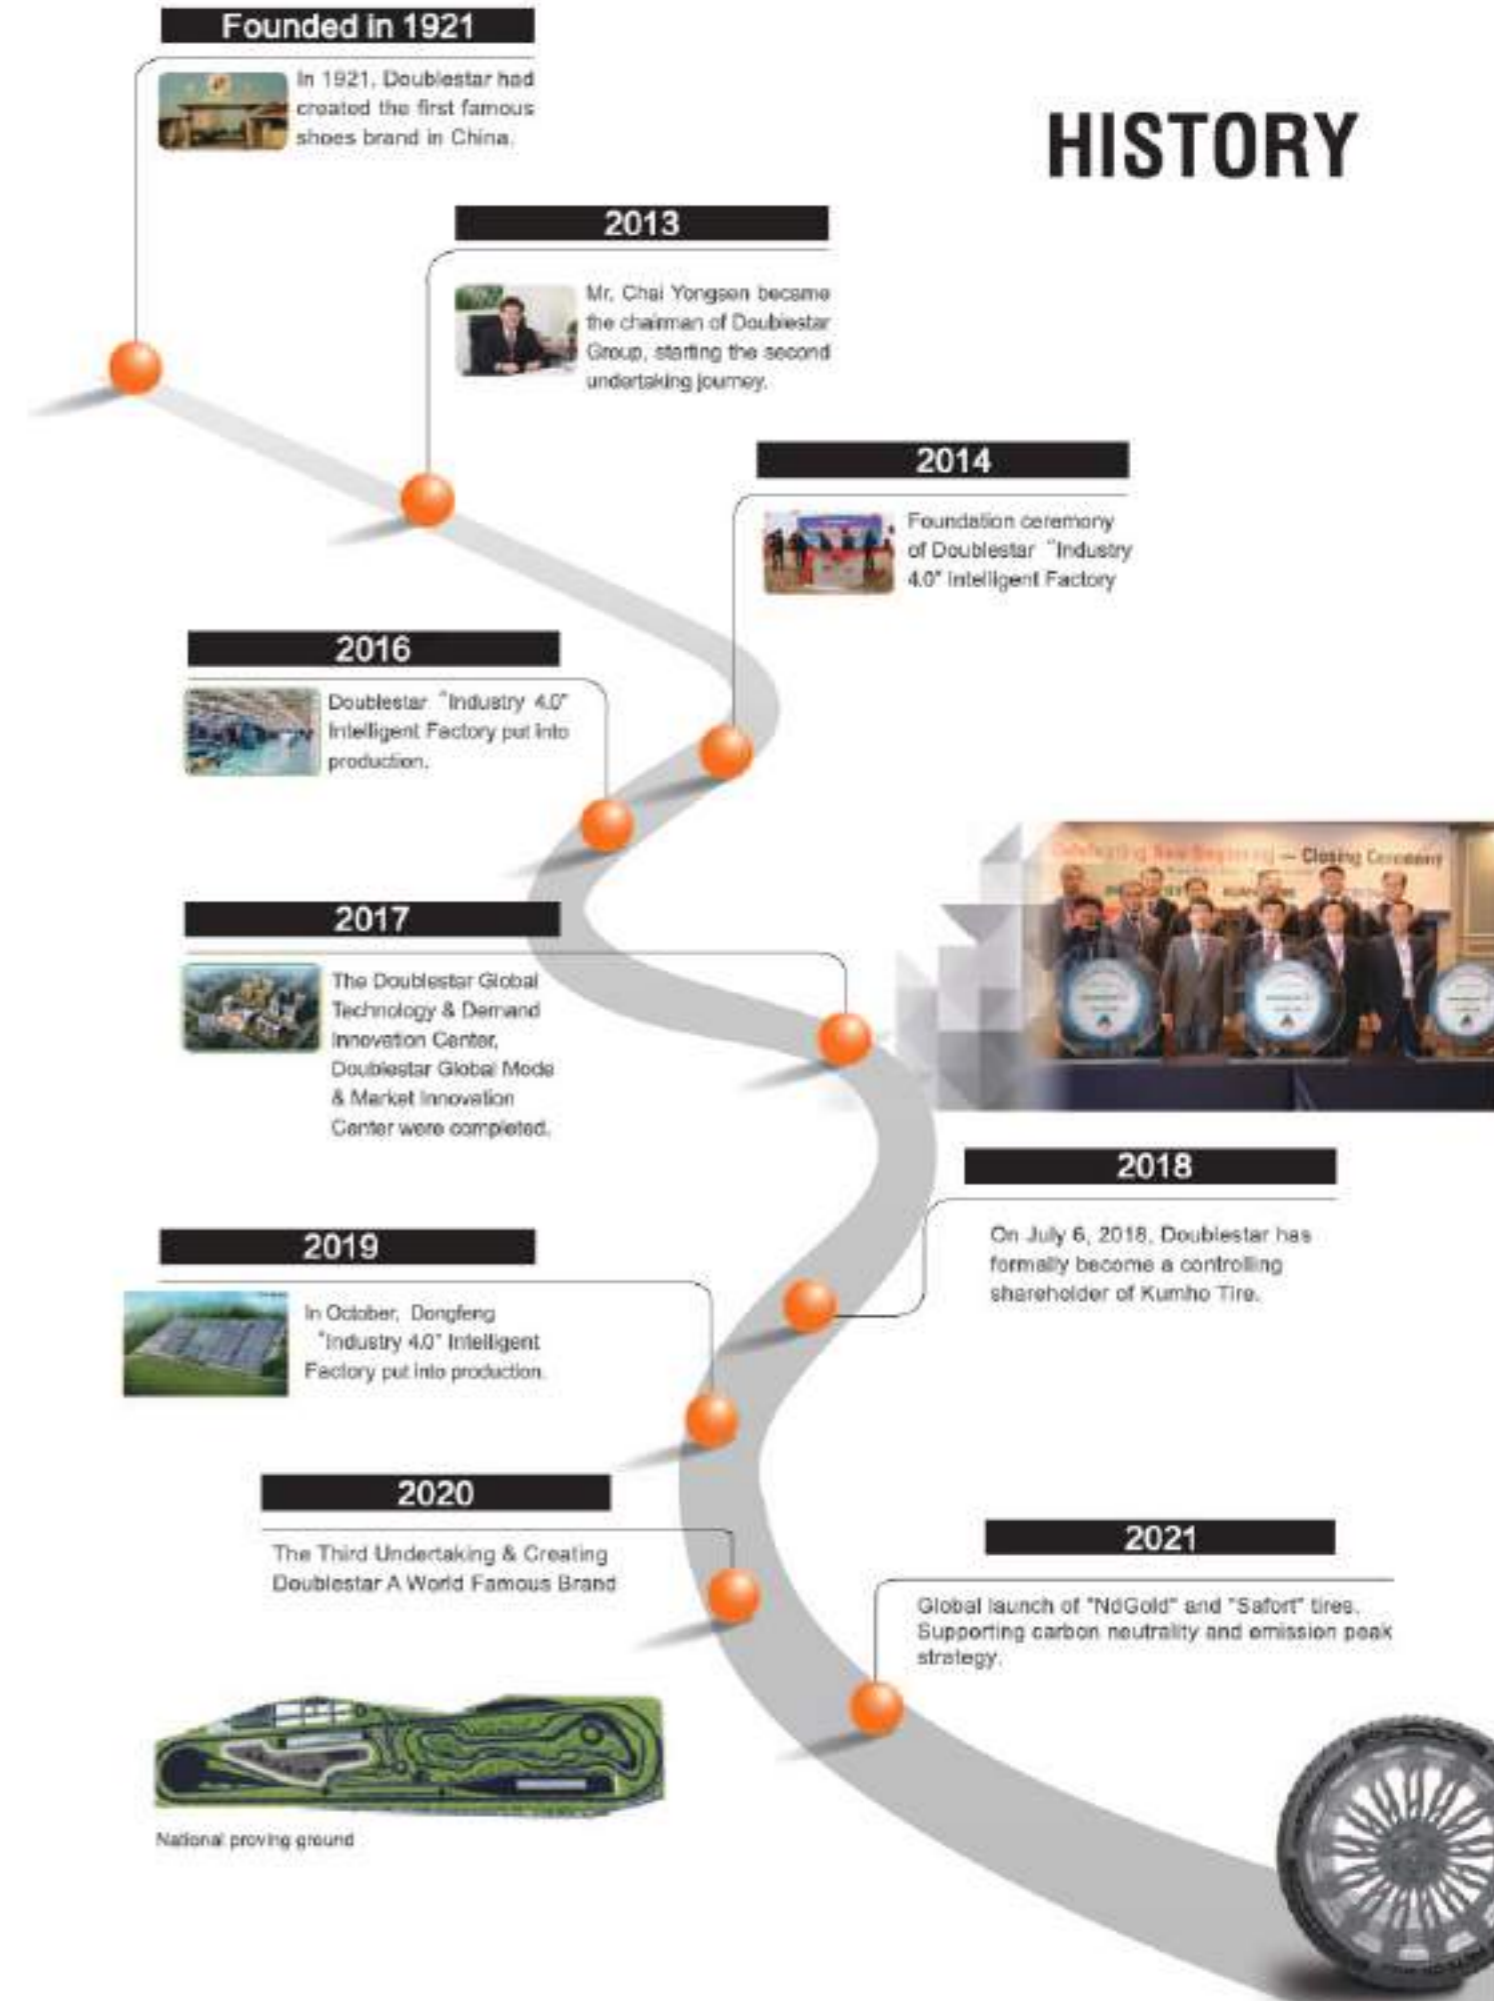 Founded in 1921
In 1921, Doublestar had
created the first famous
shoes brand in China.
HISTORY
2013
Mr. Chai Yongsen became
the chairman of Doublestar
Group, starting the second
undertaking journey.
2014
Foundation ceremony
of Doublestar "Industry
4.0" Intelligent Factory
2016
Doublestar "Industry 4.0"
Intelligent Factory put into
production.
Celebrating New Beginning — Closing Ceremony
2017
The Doublestar Global
Technology & Demand
Innovation Center,
Doublestar Global Mode
& Market Innovation
Center were completed.
2018
On July 6, 2018, Doublestar has
formally become a controlling
shareholder of Kumho Tire.
2019
In October, Dongfeng
"Industry 4.0" Intelligent
Factory put into production.
2020
The Third Undertaking & Creating
Doublestar A World Famous Brand
2021
Global launch of "NdGold" and "Safort" tires.
Supporting carbon neutrality and emission peak
strategy.
National proving ground